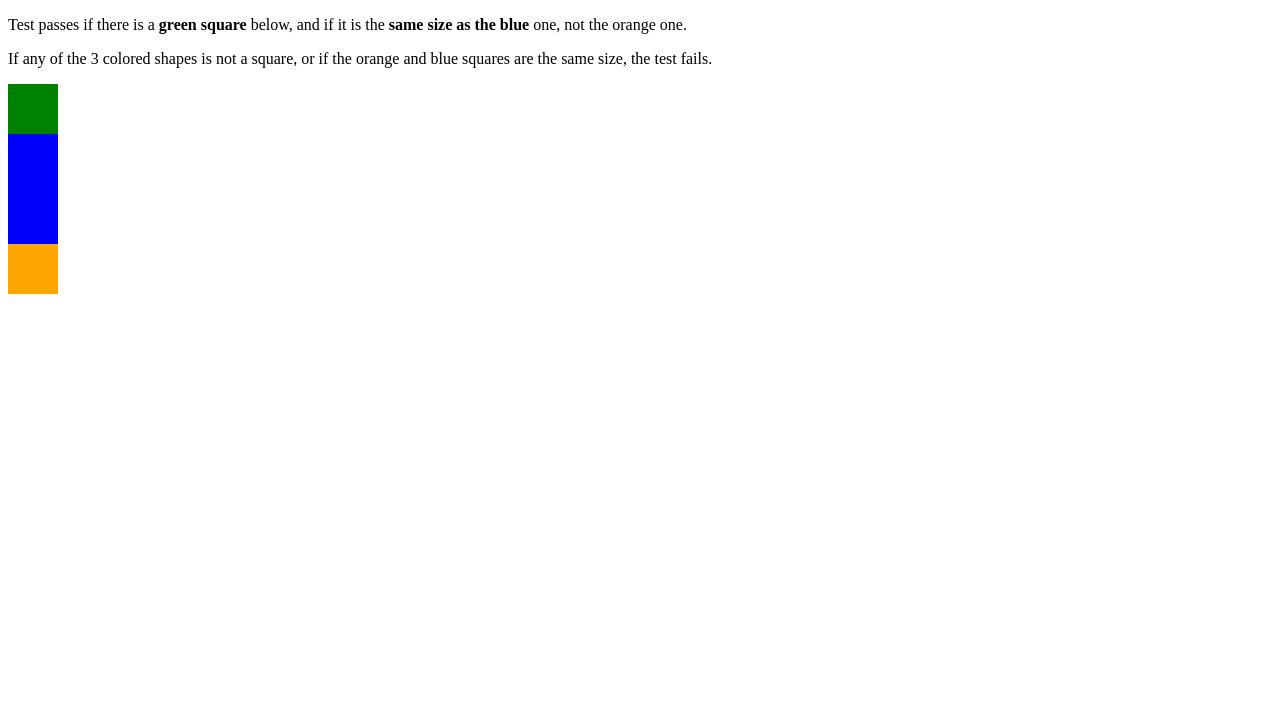 Test passes if there is a green square below, and if it is the same size as the blue one, not the orange one.
If any of the 3 colored shapes is not a square, or if the orange and blue squares are the same size, the test fails.